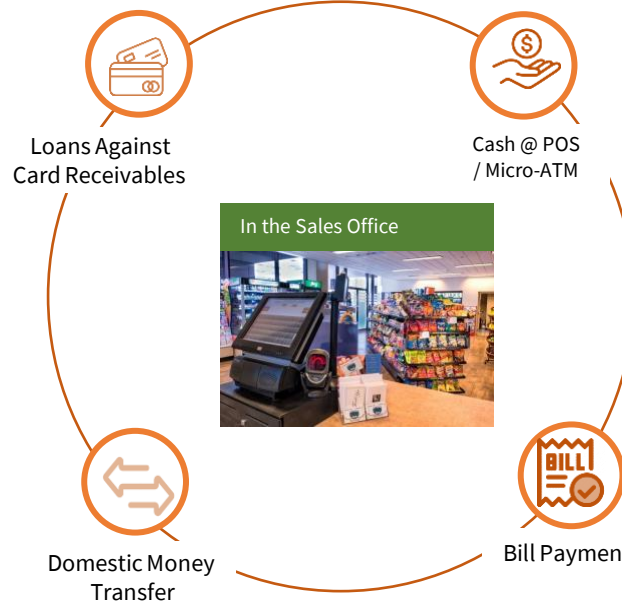 Loans Against
Card Receivables
Cash @ POS
/ Micro-ATM
In the Sales Office
BILL
Domestic Money
Transfer
Bill Paymen